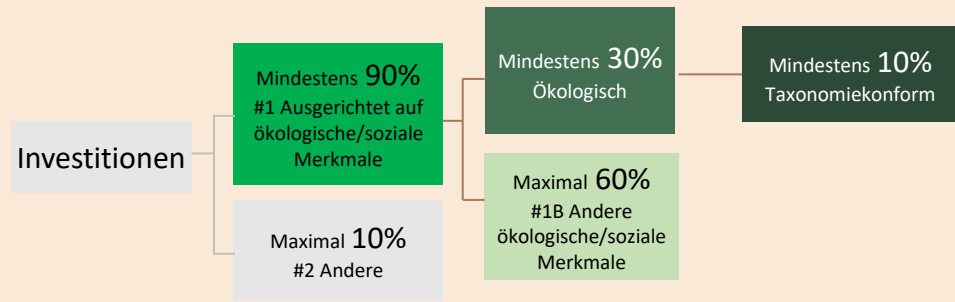 Investitionen
Mindestens 90%
#1 Ausgerichtet auf
ökologische/soziale
Merkmale
Maximal 10%
#2 Andere
Mindestens 30%
Ökologisch
Maximal 60%
#1B Andere
ökologische/soziale
Merkmale
Mindestens 10%
Taxonomiekonform